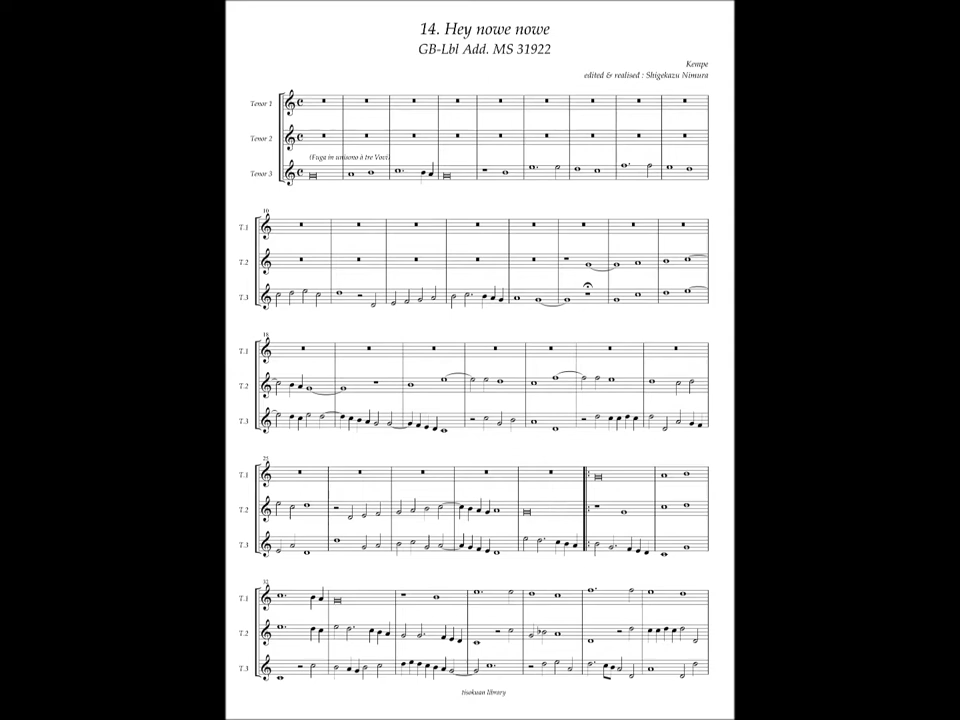 14. Hey nowe nowe
GB-Lbl Add. MS 31922
Kempe
edited & realised : Shigekazu Nimura
Tenor 1
Tenor 2
(Fuga in unisono à tre Voci)
Tenor 3
10
T.1
T.2
T.3
18
T.1
T.2
T.3
25
T.1
T.2
T.3
32
T.1
T.2
T.3
tisokuan library